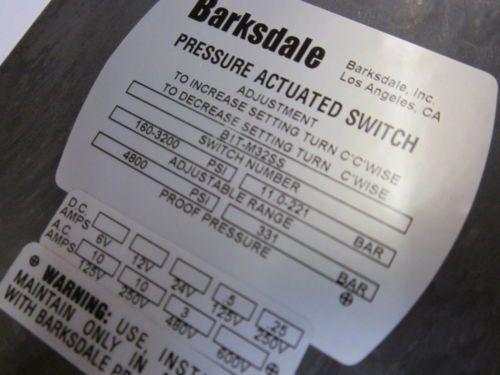 Barksdale
Barksdale, Inc.
Los Angeles, CA
PRESSURE ACTUATED SWITCH
ADJUSTMENT
TO INCREASE SETTING TURN C'C'WISE
TO DECREASE SETTING TURN C'WISE
B1T-M32SS
SWITCH NUMBER
160-3200 PSI 11.0-221 BAR
ADJUSTABLE RANGE
4800 PSI 331 BAR
PROOF PRESSURE
D.C. AMPS 5 .25
6V 12V 24V 125V 250V
A.C. AMPS 10 10 3
125V 250V 480V 600V
WARNING: USE
MAINTAIN ONLY IN
WITH BARKSDALE